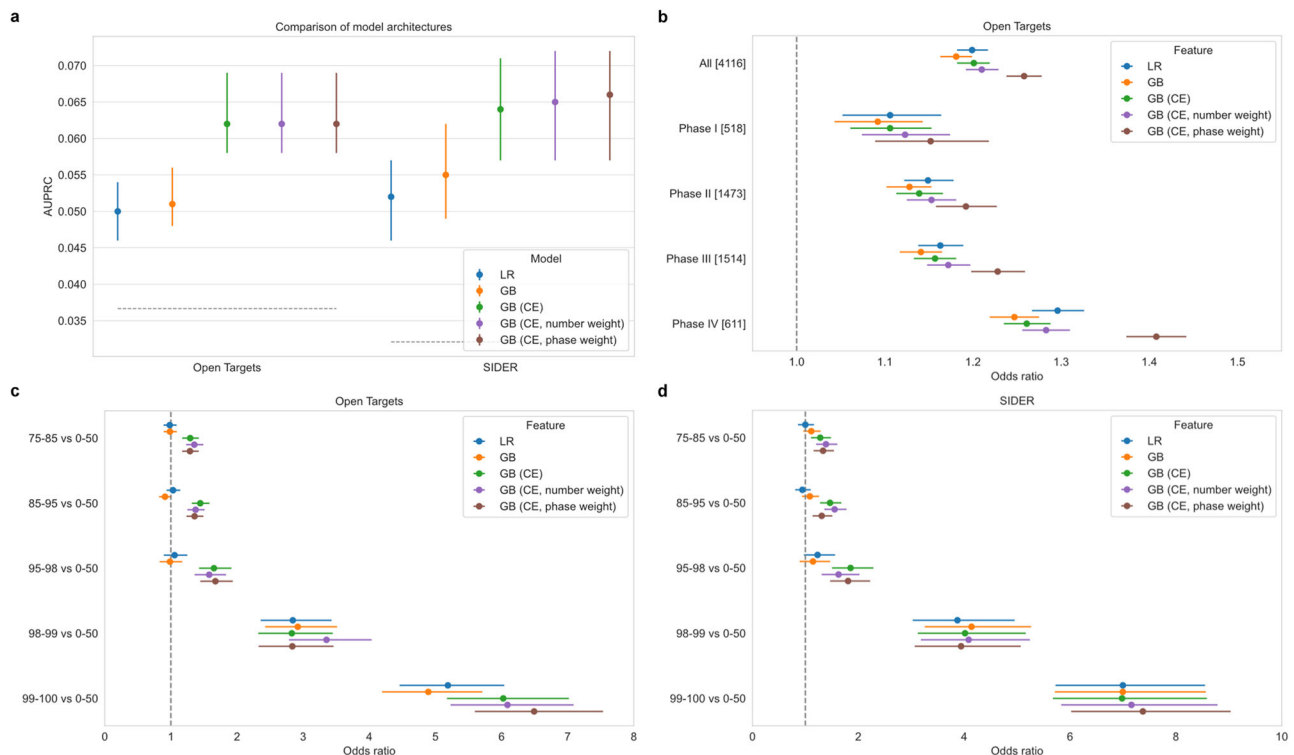 a
Comparison of model architectures
AUPRC
0.070
0.065
0.060
0.055
0.050
0.045
0.040
0.035
Open Targets
SIDER
Model
LR
GB
GB (CE)
GB (CE, number weight)
GB (CE, phase weight)
b
Open Targets
All [4116]
Phase I [518]
Phase II [1473]
Phase III [1514]
Phase IV [611]
Feature
LR
GB
GB (CE)
GB (CE, number weight)
GB (CE, phase weight)
1.0 1.1 1.2 1.3 1.4 1.5
Odds ratio
c
Open Targets
75-85 vs 0-50
85-95 vs 0-50
95-98 vs 0-50
98-99 vs 0-50
99-100 vs 0-50
Feature
LR
GB
GB (CE)
GB (CE, number weight)
GB (CE, phase weight)
0 1 2 3 4 5 6 7 8
Odds ratio
d
SIDER
75-85 vs 0-50
85-95 vs 0-50
95-98 vs 0-50
98-99 vs 0-50
99-100 vs 0-50
Feature
LR
GB
GB (CE)
GB (CE, number weight)
GB (CE, phase weight)
0 2 4 6 8 10
Odds ratio